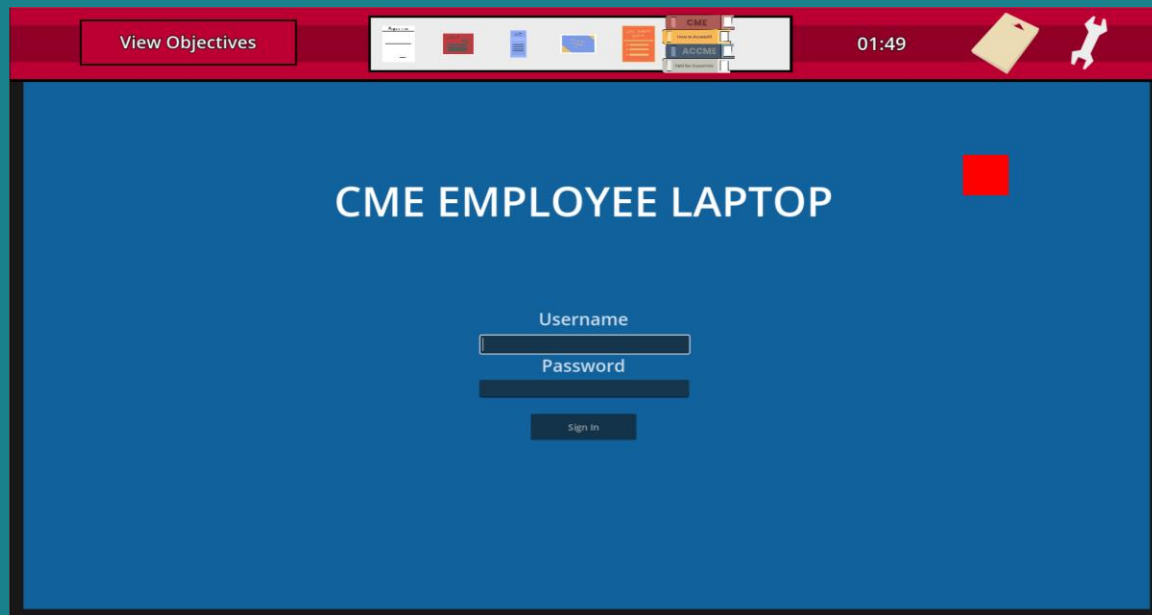 View Objectives
CME
ACCME
01:49
CME EMPLOYEE LAPTOP
Username
Password
Sign In